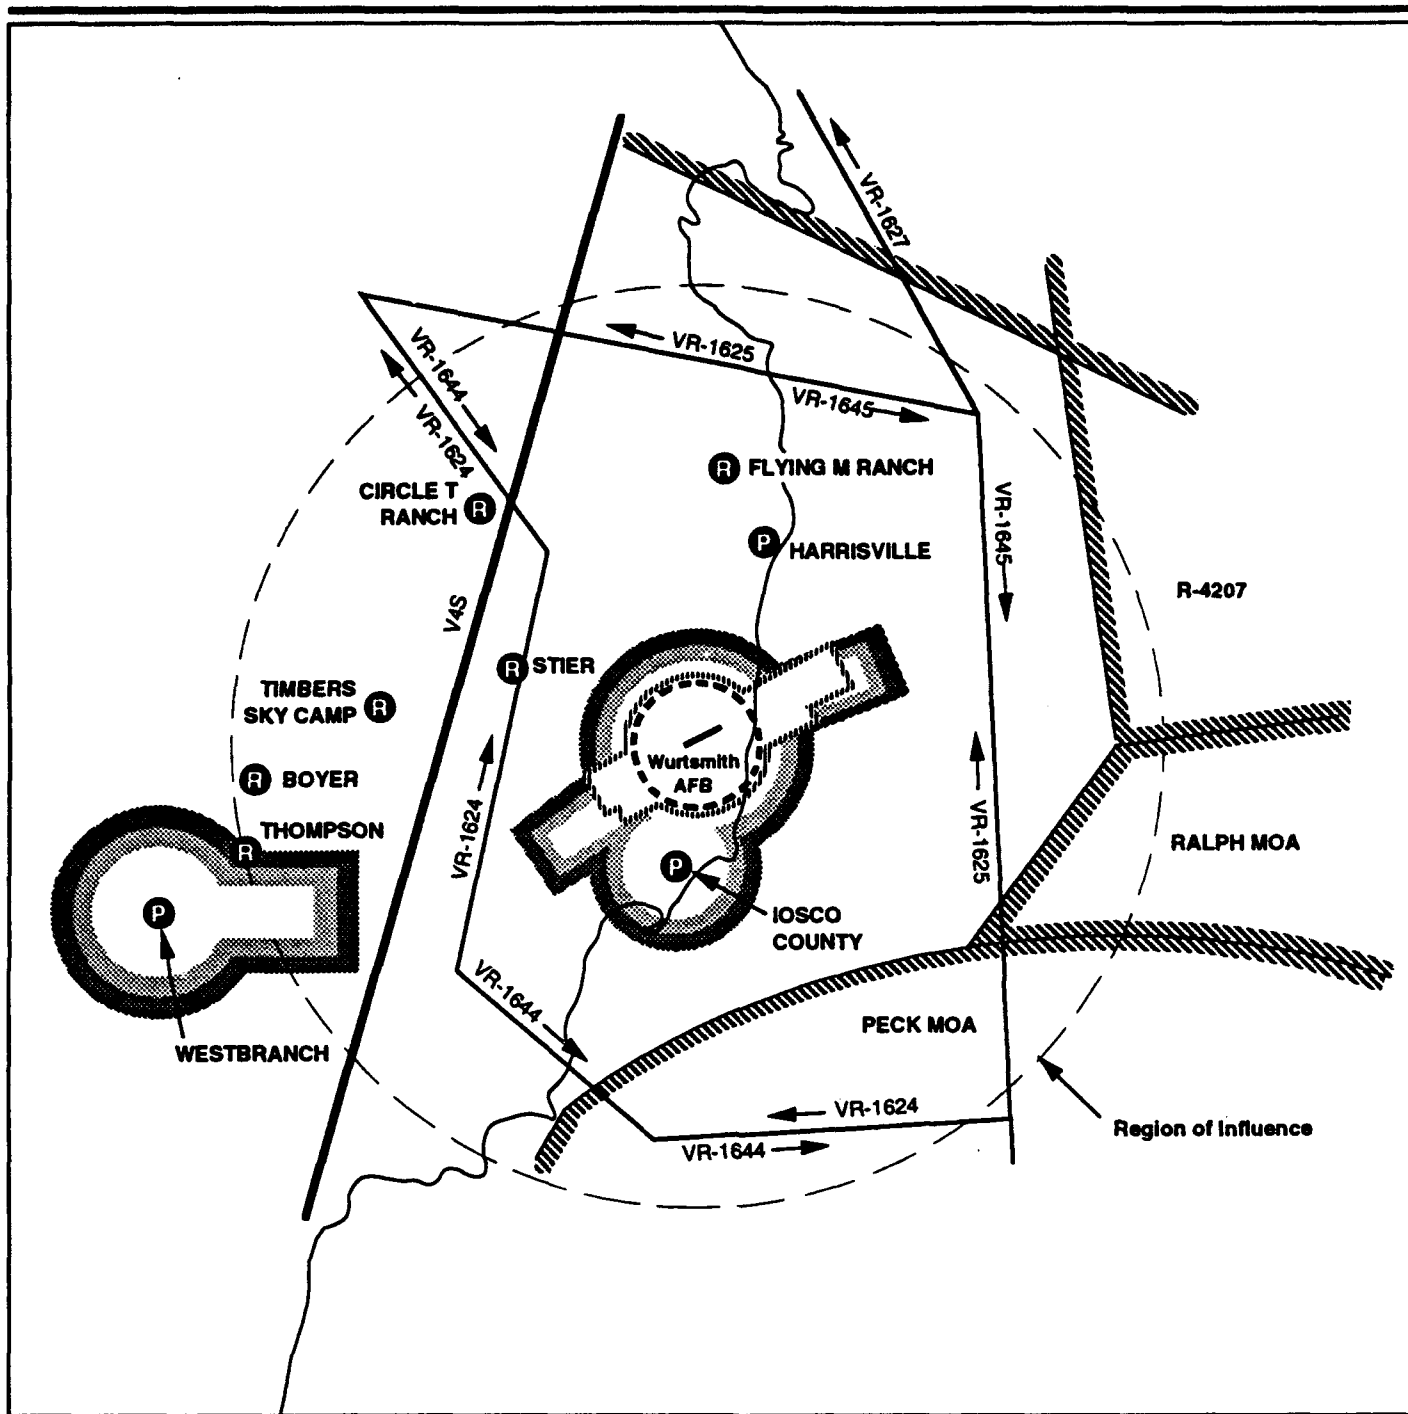 VR-1627
VR-1625
VR-1645
VR-1644
VR-1624
R FLYING M RANCH
CIRCLE T
RANCH R
P HARRISVILLE
VR-1645
R-4207
V4S
R STIER
TIMBERS
SKY CAMP R
Wurtsmith
AFB
R BOYER
VR-1624
VR-1625
R THOMPSON
RALPH MOA
P
P
IOSCO
COUNTY
VR-1644
PECK MOA
WESTBRANCH
VR-1624
VR-1644
Region of Influence